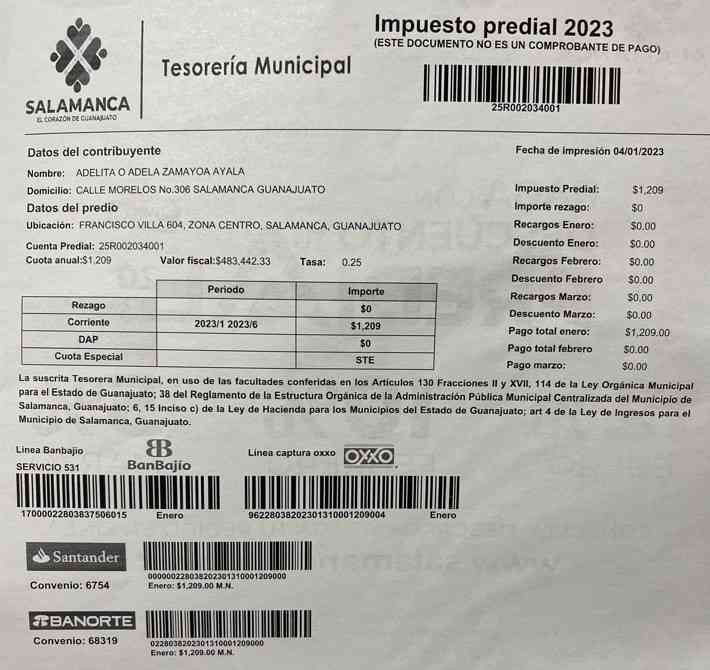 Impuesto predial 2023
(ESTE DOCUMENTO NO ES UN COMPROBANTE DE PAGO)
Tesorería Municipal
SALAMANCA
EL CORAZÓN DE GUANAJUATO
25R002034001
Datos del contribuyente
Fecha de impresión 04/01/2023
Nombre: ADELITA O ADELA ZAMAYOA AYALA
Domicilio: CALLE MORELOS No.306 SALAMANCA GUANAJUATO
Datos del predio
Ubicación: FRANCISCO VILLA 604, ZONA CENTRO, SALAMANCA, GUANAJUATO
Cuenta Predial: 25R002034001
Cuota anual:$1,209 Valor fiscal:$483,442.33 Tasa: 0.25
Impuesto Predial: $1,209
Importe rezago: $0
Recargos Enero: $0.00
Descuento Enero: $0.00
Recargos Febrero: $0.00
Descuento Febrero $0.00
Recargos Marzo: $0.00
Descuento Marzo: $0.00
Pago total enero: $1,209.00
Pago total febrero $0.00
Pago marzo: $0.00
Periodo Importe
Rezago $0
Corriente 2023/1 2023/6 $1,209
DAP $0
Cuota Especial STE
La suscrita Tesorera Municipal, en uso de las facultades conferidas en los Artículos 130 Fracciones II y XVII, 114 de la Ley Orgánica Municipal
para el Estado de Guanajuato; 38 del Reglamento de la Estructura Orgánica de la Administración Pública Municipal Centralizada del Municipio de
Salamanca, Guanajuato; 6, 15 Inciso c) de la Ley de Hacienda para los Municipios del Estado de Guanajuato; art 4 de la Ley de Ingresos para el
Municipio de Salamanca, Guanajuato.
Linea Banbajio
SERVICIO 531
BanBajío
17000022803837506015 Enero
Línea captura oxxo OXXO
96228038202301310001209004 Enero
Santander
Convenio: 6754
0000002280382023013100012090​00
Enero: $1,209.00 M.N.
BANORTE
Convenio: 68319
0228038202301310001209000
Enero: $1,209.00 M.N.